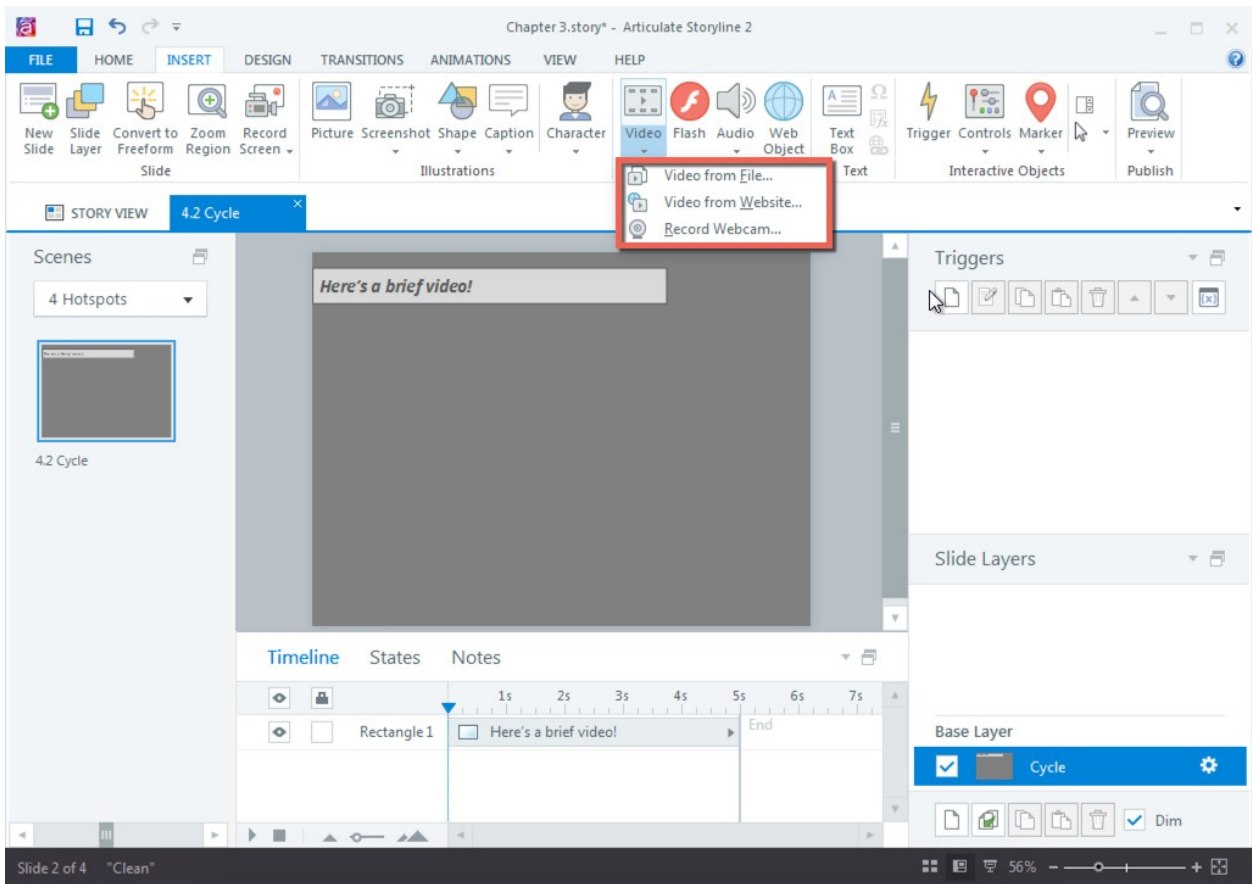 Chapter 3.story* - Articulate Storyline 2
FILE HOME INSERT DESIGN TRANSITIONS ANIMATIONS VIEW HELP
New Slide
Slide Layer
Convert to Freeform
Zoom Region
Record Screen
Picture
Screenshot
Shape
Caption
Character
Video
Flash
Audio
Web Object
Text Box
Trigger
Controls
Marker
Preview
Slide
Illustrations
Text
Interactive Objects
Publish
Video from File...
Video from Website...
Record Webcam...
STORY VIEW
4.2 Cycle
Scenes
4 Hotspots
4.2 Cycle
Here's a brief video!
Triggers
Slide Layers
Base Layer
Cycle
Dim
Timeline States Notes
1s 2s 3s 4s 5s 6s 7s
Rectangle 1
Here's a brief video!
End
Slide 2 of 4 "Clean"
56%